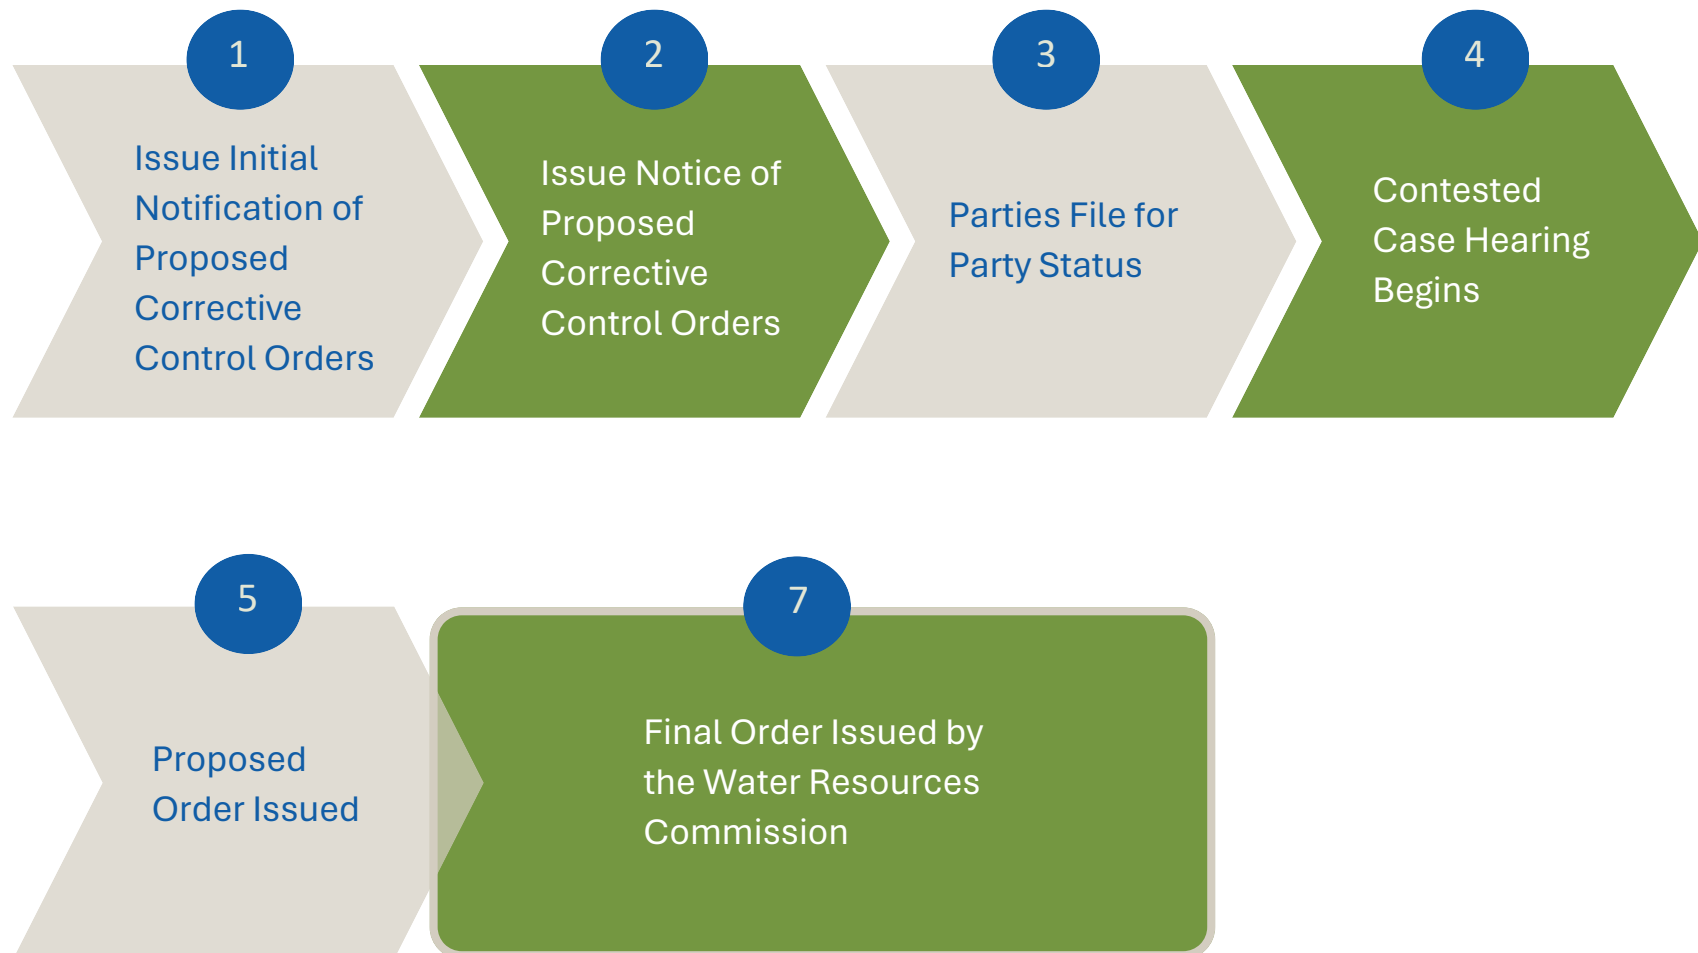 1
Issue Initial
Notification of
Proposed
Corrective
Control Orders
2
Issue Notice of
Proposed
Corrective
Control Orders
3
Parties File for
Party Status
4
Contested
Case Hearing
Begins
5
Proposed
Order Issued
7
Final Order Issued by
the Water Resources
Commission